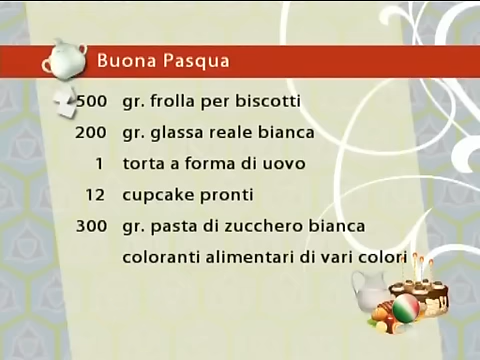 Buona Pasqua
500 gr. frolla per biscotti
200 gr. glassa reale bianca
1 torta a forma di uovo
12 cupcake pronti
300 gr. pasta di zucchero bianca
coloranti alimentari di vari colori